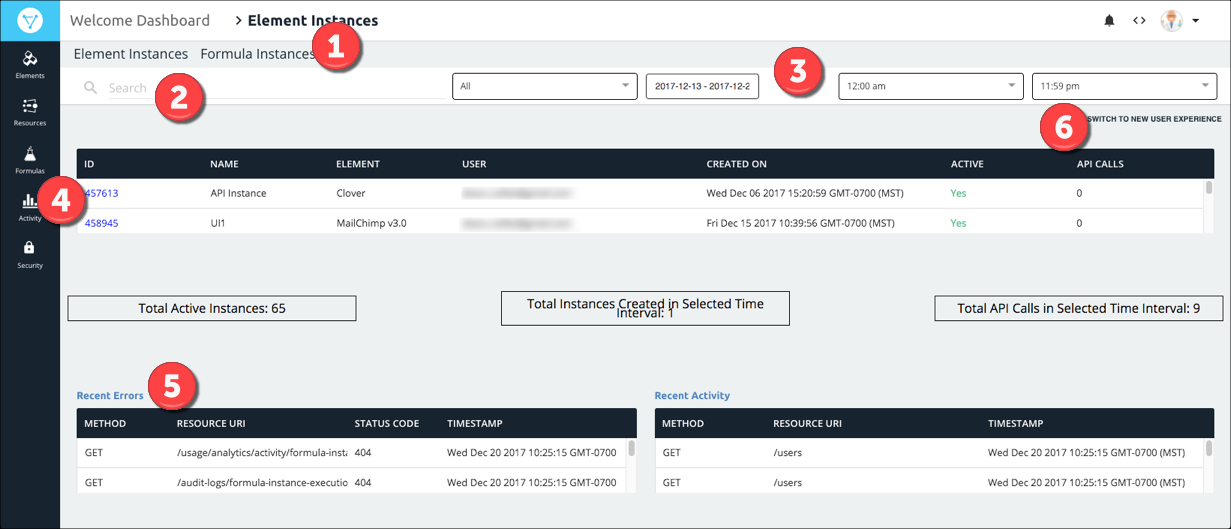 Welcome Dashboard > Element Instances
Element Instances Formula Instances
1
Search
2
All
2017-12-13 - 2017-12-2
3
12:00 am
11:59 pm
6
SWITCH TO NEW USER EXPERIENCE
Elements
Resources
Formulas
Activity
4
Security
ID NAME ELEMENT USER CREATED ON ACTIVE API CALLS
457613 API Instance Clover Wed Dec 06 2017 15:20:59 GMT-0700 (MST) Yes 0
458945 UI1 MailChimp v3.0 Fri Dec 15 2017 10:39:56 GMT-0700 (MST) Yes 0
Total Active Instances: 65
Total Instances Created in Selected Time
Interval: 1
Total API Calls in Selected Time Interval: 9
5
Recent Errors
METHOD RESOURCE URI STATUS CODE TIMESTAMP
GET /usage/analytics/activity/formula-insta 404 Wed Dec 20 2017 10:25:15 GMT-0700
GET /audit-logs/formula-instance-executio 404 Wed Dec 20 2017 10:25:15 GMT-0700
Recent Activity
METHOD RESOURCE URI TIMESTAMP
GET /users Wed Dec 20 2017 10:25:15 GMT-0700 (MST)
GET /users Wed Dec 20 2017 10:25:15 GMT-0700 (MST)